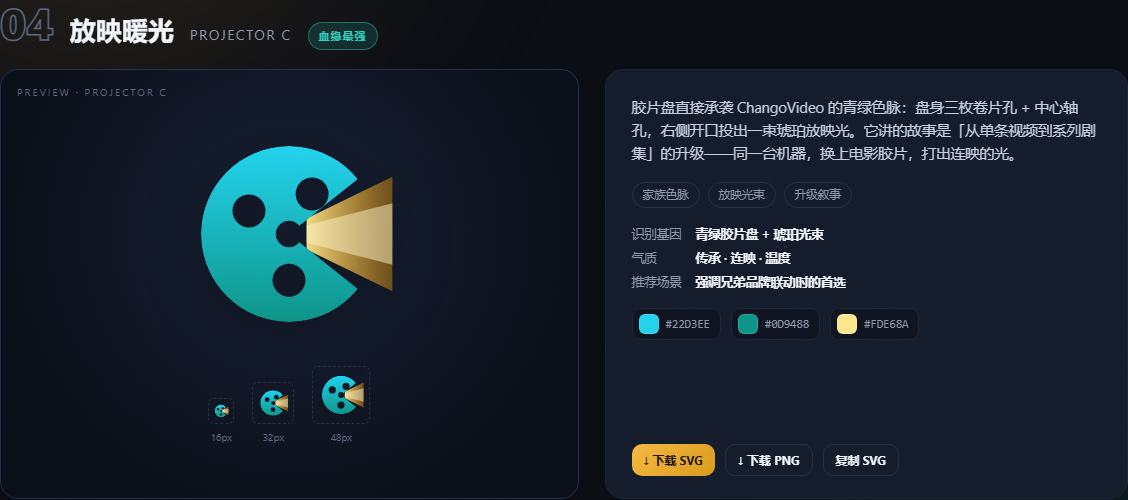 04 放映暖光 PROJECTOR C 血缘最强
PREVIEW · PROJECTOR C
16px 32px 48px
胶片盘直接承袭 ChangoVideo 的青绿色脉：盘身三枚卷片孔 + 中心轴
孔，右侧开口投出一束琥珀放映光。它讲的故事是「从单条视频到系列剧
集」的升级——同一台机器，换上电影胶片，打出连映的光。
家族色脉 放映光束 升级叙事
识别基因 青绿胶片盘 + 琥珀光束
气质 传承 · 连映 · 温度
推荐场景 强调兄弟品牌联动时的首选
#22D3EE #0D9488 #FDE68A
↓ 下载 SVG ↓ 下载 PNG 复制 SVG